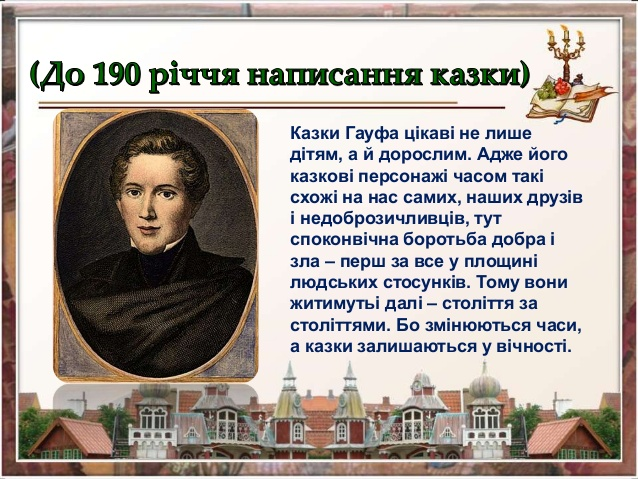 (До 190 річчя написання казки)
Казки Гауфа цікаві не лише
дітям, а й дорослим. Адже його
казкові персонажі часом такі
схожі на нас самих, наших друзів
і недоброзичливців, тут
споконвічна боротьба добра і
зла – перш за все у площині
людських стосунків. Тому вони
житимутьі далі – століття за
століттями. Бо змінюються часи,
а казки залишаються у вічності.